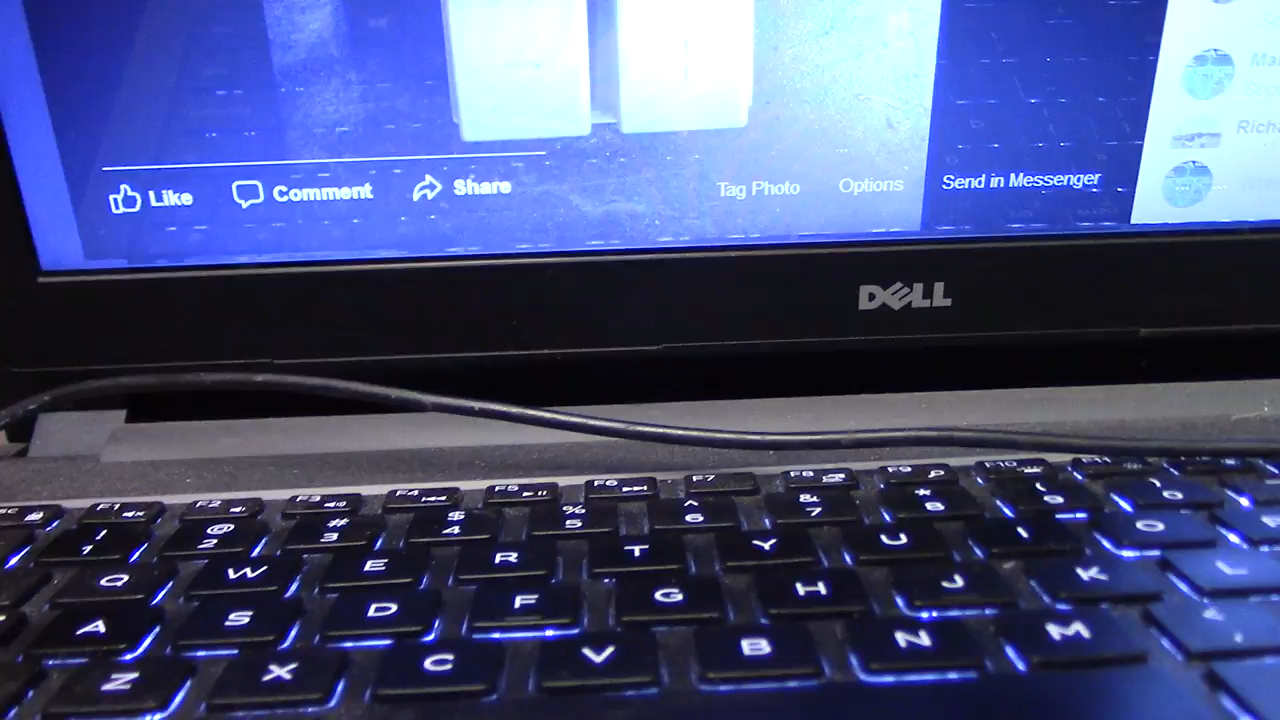 Like Comment Share Tag Photo Options Send in Messenger
DELL
F1 F2 F3 F4 F5 F6 F7 F8 F9 F10 F11
! 1 @ 2 # 3 $ 4 % 5 ^ 6 & 7 * 8 ( 9 ) 0
Q W E R T Y U I O
A S D F G H J K L
Z X C V B N M